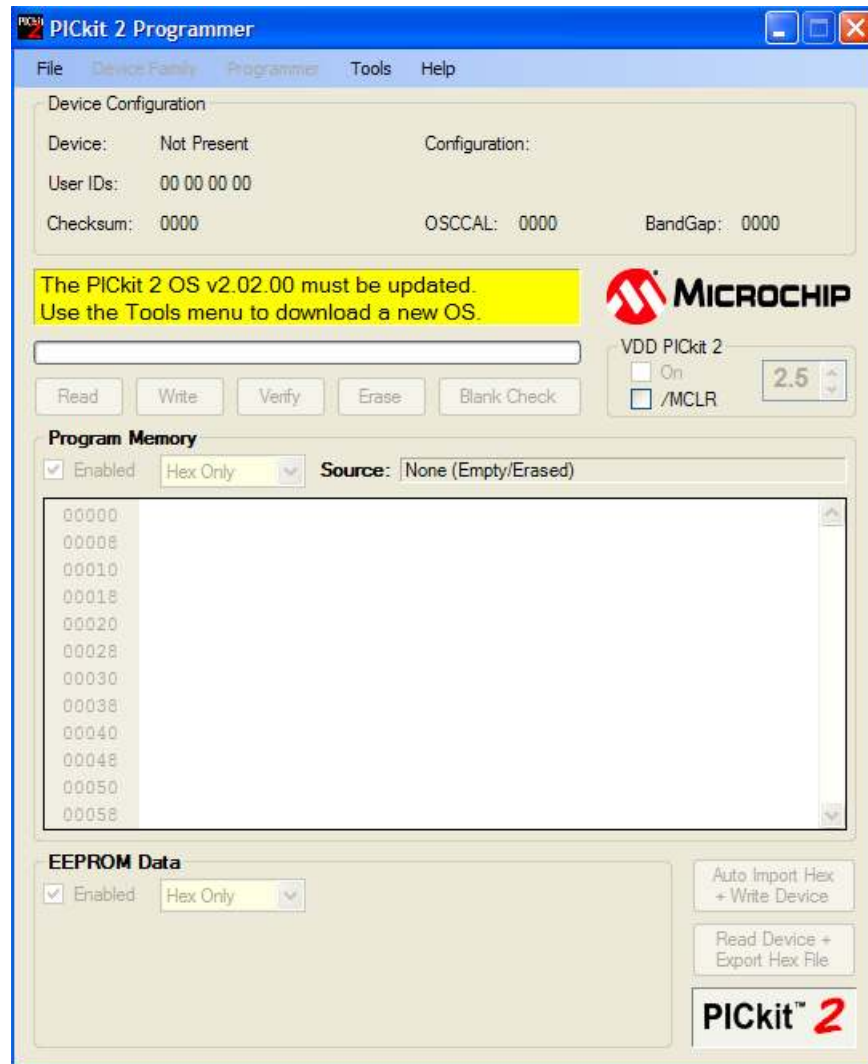 PICkit 2 Programmer
File Device Family Programmer Tools Help
Device Configuration
Device: Not Present Configuration:
User IDs: 00 00 00 00
Checksum: 0000 OSCCAL: 0000 BandGap: 0000
The PICkit 2 OS v2.02.00 must be updated.
Use the Tools menu to download a new OS.
MICROCHIP
VDD PICkit 2
On
/MCLR
2.5
Read Write Verify Erase Blank Check
Program Memory
Enabled Hex Only Source: None (Empty/Erased)
00000
00008
00010
00018
00020
00028
00030
00038
00040
00048
00050
00058
EEPROM Data
Enabled Hex Only
Auto Import Hex
+ Write Device
Read Device +
Export Hex File
PICkit™ 2